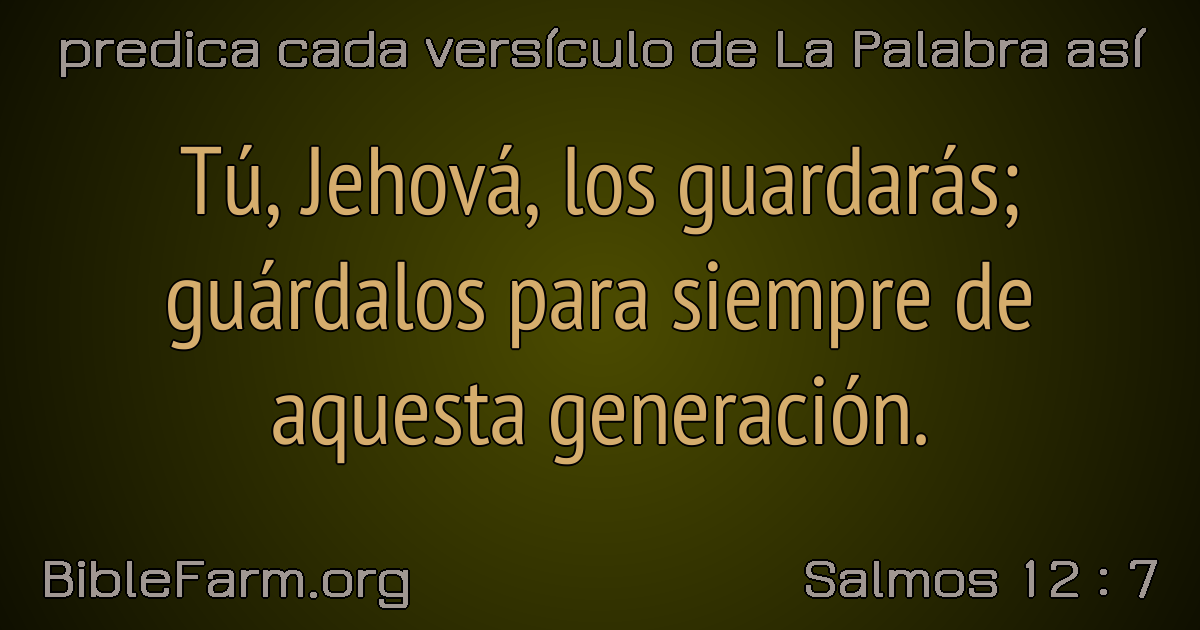 predica cada versículo de La Palabra así
Tú, Jehová, los guardarás;
guárdalos para siempre de
aquesta generación.
BibleFarm.org
Salmos 12 : 7